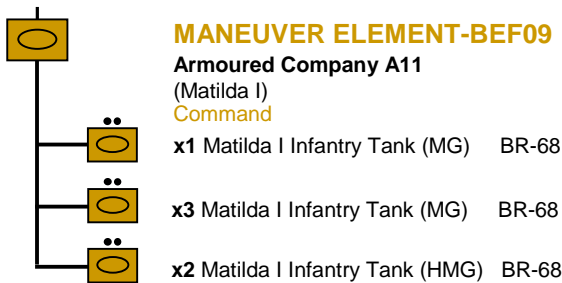 MANEUVER ELEMENT-BEF09
Armoured Company A11
(Matilda I)
Command
x1 Matilda I Infantry Tank (MG) BR-68
x3 Matilda I Infantry Tank (MG) BR-68
x2 Matilda I Infantry Tank (HMG) BR-68